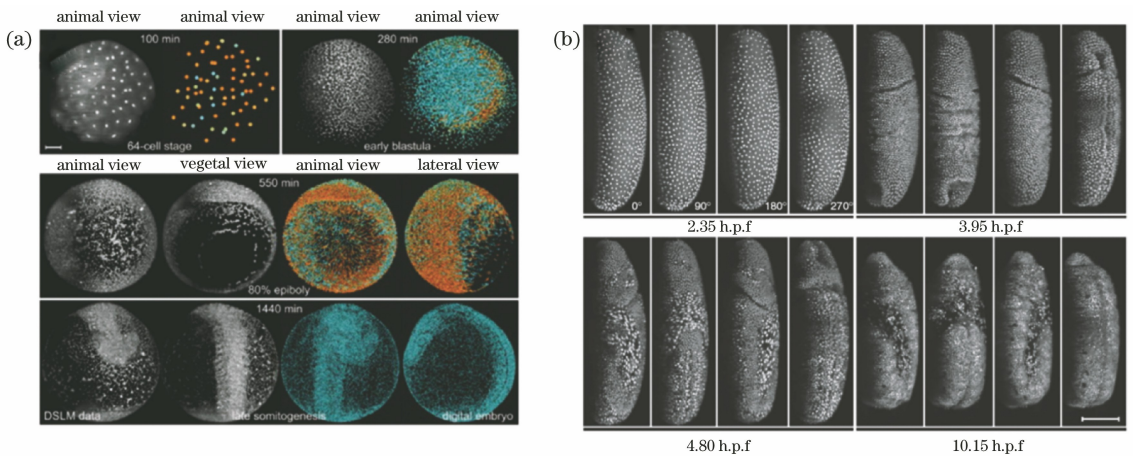 (a)
animal view animal view animal view animal view
100 min 280 min
64-cell stage early blastula
animal view vegetal view animal view lateral view
550 min
80% epiboly
1440 min
DSLM data late somitogenesis digital embryo
(b)
0° 90° 180° 270°
2.35 h.p.f 3.95 h.p.f
4.80 h.p.f 10.15 h.p.f